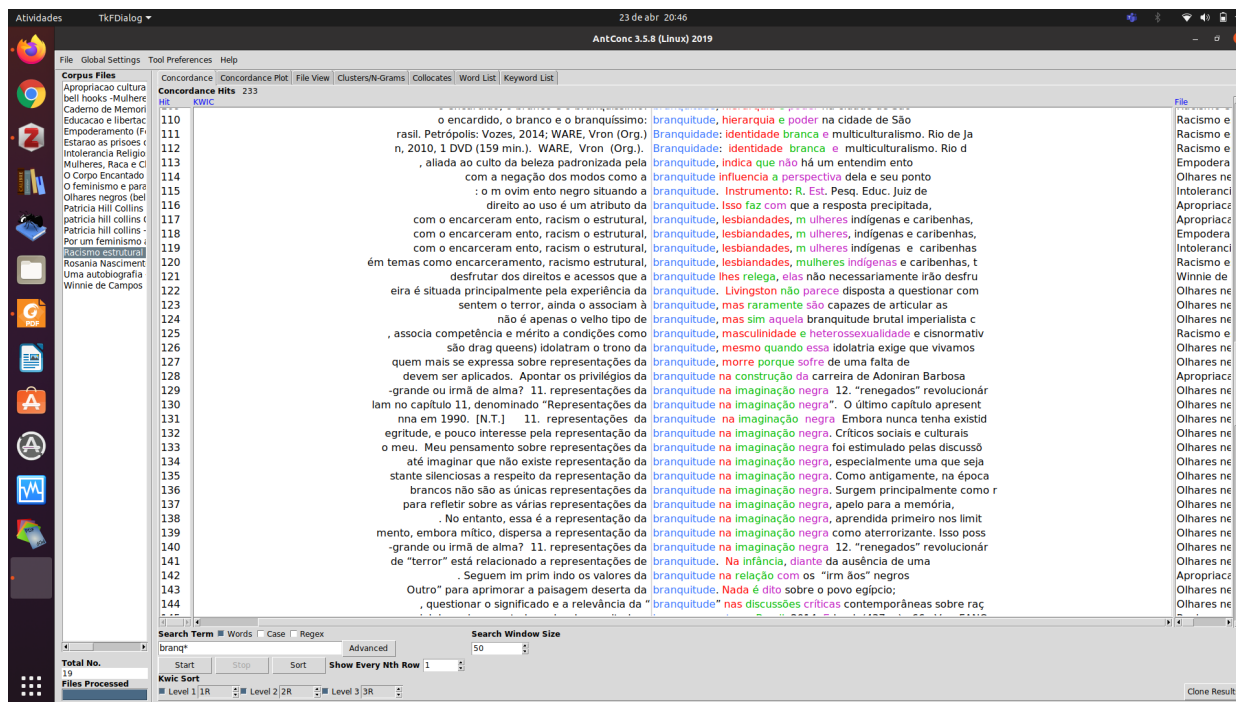 Atividades TkFDialog 23 de abr 20:46
AntConc 3.5.8 (Linux) 2019
File Global Settings Tool Preferences Help
Corpus Files
Apropriacao cultura
bell hooks -Mulhere
Caderno de Memori
Educacao e libertac
Empoderamento (F
Estarao as prisoes
Intolerancia Religio
Mulheres, Raca e Cl
O Corpo Encantado
O feminismo e para
Olhares negros (bel
Patricia Hill Collins
patricia hill collins
Patricia hill collins -
Por um feminismo
Racismo estrutural
Rosania Nasciment
Uma autobiografia
Winnie de Campos
Total No.
19
Files Processed
Concordance Concordance Plot File View Clusters/N-Grams Collocates Word List Keyword List
Concordance Hits 233
Hit KWIC File
110 o encardido, o branco e o branquíssimo: branquitude, hierarquia e poder na cidade de São Racismo e
111 rasil. Petrópolis: Vozes, 2014; WARE, Vron (Org.) Branquidade: identidade branca e multiculturalismo. Rio de Ja Racismo e
112 n, 2010, 1 DVD (159 min.). WARE, Vron (Org.). Branquidade: identidade branca e multiculturalismo. Rio d Racismo e
113 , aliada ao culto da beleza padronizada pela branquitude, indica que não há um entendim ento Empodera
114 com a negação dos modos como a branquitude influencia a perspectiva dela e seu ponto Olhares ne
115 : o m ovim ento negro situando a branquitude. Instrumento: R. Est. Pesq. Educ. Juiz de Intoleranci
116 direito ao uso é um atributo da branquitude. Isso faz com que a resposta precipitada, Apropriaca
117 com o encarceram ento, racism o estrutural, branquitude, lesbiandades, m ulheres indígenas e caribenhas, Apropriaca
118 com o encarceram ento, racism o estrutural, branquitude, lesbiandades, m ulheres, indígenas e caribenhas, Empodera
119 com o encarceram ento, racism o estrutural, branquitude, lesbiandades, m ulheres indígenas e caribenhas Intoleranci
120 ém temas como encarceramento, racismo estrutural, branquitude, lesbiandades, mulheres indígenas e caribenhas, t Racismo e
121 desfrutar dos direitos e acessos que a branquitude lhes relega, elas não necessariamente irão desfru Winnie de
122 eira é situada principalmente pela experiência da branquitude. Livingston não parece disposta a questionar com Olhares ne
123 sentem o terror, ainda o associam à branquitude, mas raramente são capazes de articular as Olhares ne
124 não é apenas o velho tipo de branquitude, mas sim aquela branquitude brutal imperialista c Olhares ne
125 , associa competência e mérito a condições como branquitude, masculinidade e heterossexualidade e cisnormativ Racismo e
126 são drag queens) idolatram o trono da branquitude, mesmo quando essa idolatria exige que vivamos Olhares ne
127 quem mais se expressa sobre representações da branquitude, morre porque sofre de uma falta de Olhares ne
128 devem ser aplicados. Apontar os privilégios da branquitude na construção da carreira de Adoniran Barbosa Apropriaca
129 -grande ou irmã de alma? 11. representações da branquitude na imaginação negra 12. "renegados" revolucionár Olhares ne
130 lam no capítulo 11, denominado "Representações da branquitude na imaginação negra". O último capítulo apresent Olhares ne
131 nna em 1990. [N.T.] 11. representações da branquitude na imaginação negra Embora nunca tenha existid Olhares ne
132 egritude, e pouco interesse pela representação da branquitude na imaginação negra. Críticos sociais e culturais Olhares ne
133 o meu. Meu pensamento sobre representações da branquitude na imaginação negra foi estimulado pelas discussõ Olhares ne
134 até imaginar que não existe representação da branquitude na imaginação negra, especialmente uma que seja Olhares ne
135 stante silenciosas a respeito da representação da branquitude na imaginação negra. Como antigamente, na época Olhares ne
136 brancos não são as únicas representações da branquitude na imaginação negra. Surgem principalmente como r Olhares ne
137 para refletir sobre as várias representações da branquitude na imaginação negra, apelo para a memória, Olhares ne
138 . No entanto, essa é a representação da branquitude na imaginação negra, aprendida primeiro nos limit Olhares ne
139 mento, embora mítico, dispersa a representação da branquitude na imaginação negra como aterrorizante. Isso poss Olhares ne
140 -grande ou irmã de alma? 11. representações da branquitude na imaginação negra 12. "renegados" revolucionár Olhares ne
141 de "terror" está relacionado a representações de branquitude. Na infância, diante da ausência de uma Olhares ne
142 . Seguem im prim indo os valores da branquitude na relação com os "irm ãos" negros Apropriaca
143 Outro" para aprimorar a paisagem deserta da branquitude. Nada é dito sobre o povo egípcio; Olhares ne
144 , questionar o significado e a relevância da "branquitude" nas discussões críticas contemporâneas sobre raç Olhares ne
Search Term Words Case Regex Search Window Size
branq* Advanced 50
Start Stop Sort Show Every Nth Row 1
Kwic Sort
Level 1 1R Level 2 2R Level 3 3R Clone Result